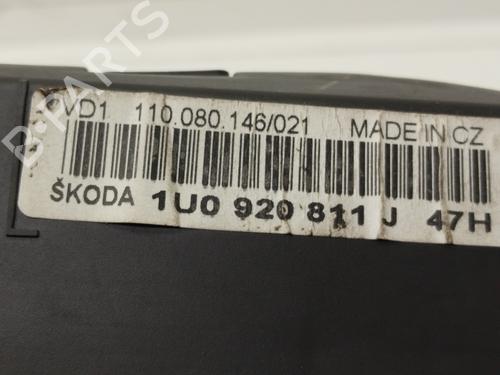 VD1 110.080.146/021 MADE IN CZ
ŠKODA 1U0 920 811 J 47H
B-PARTS